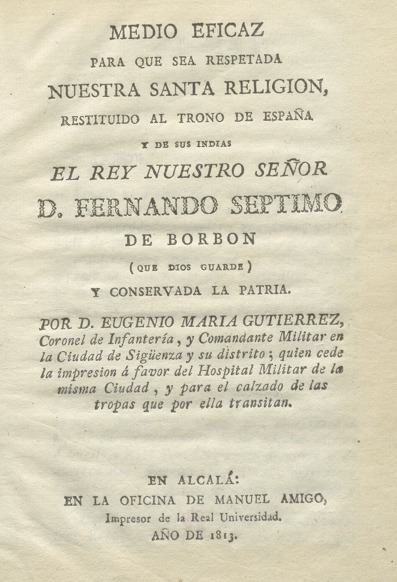 MEDIO EFICAZ
PARA QUE SEA RESPETADA
NUESTRA SANTA RELIGION,
RESTITUIDO AL TRONO DE ESPAÑA
Y DE SUS INDIAS
EL REY NUESTRO SEÑOR
D. FERNANDO SEPTIMO
DE BORBON
(QUE DIOS GUARDE)
Y CONSERVADA LA PATRIA.
POR D. EUGENIO MARIA GUTIERREZ,
Coronel de Infantería, y Comandante Militar en
la Ciudad de Sigüenza y su distrito; quien cede
la impresion á favor del Hospital Militar de la
misma Ciudad, y para el calzado de las
tropas que por ella transitan.
EN ALCALÁ:
EN LA OFICINA DE MANUEL AMIGO,
Impresor de la Real Universidad.
AÑO DE 1813.